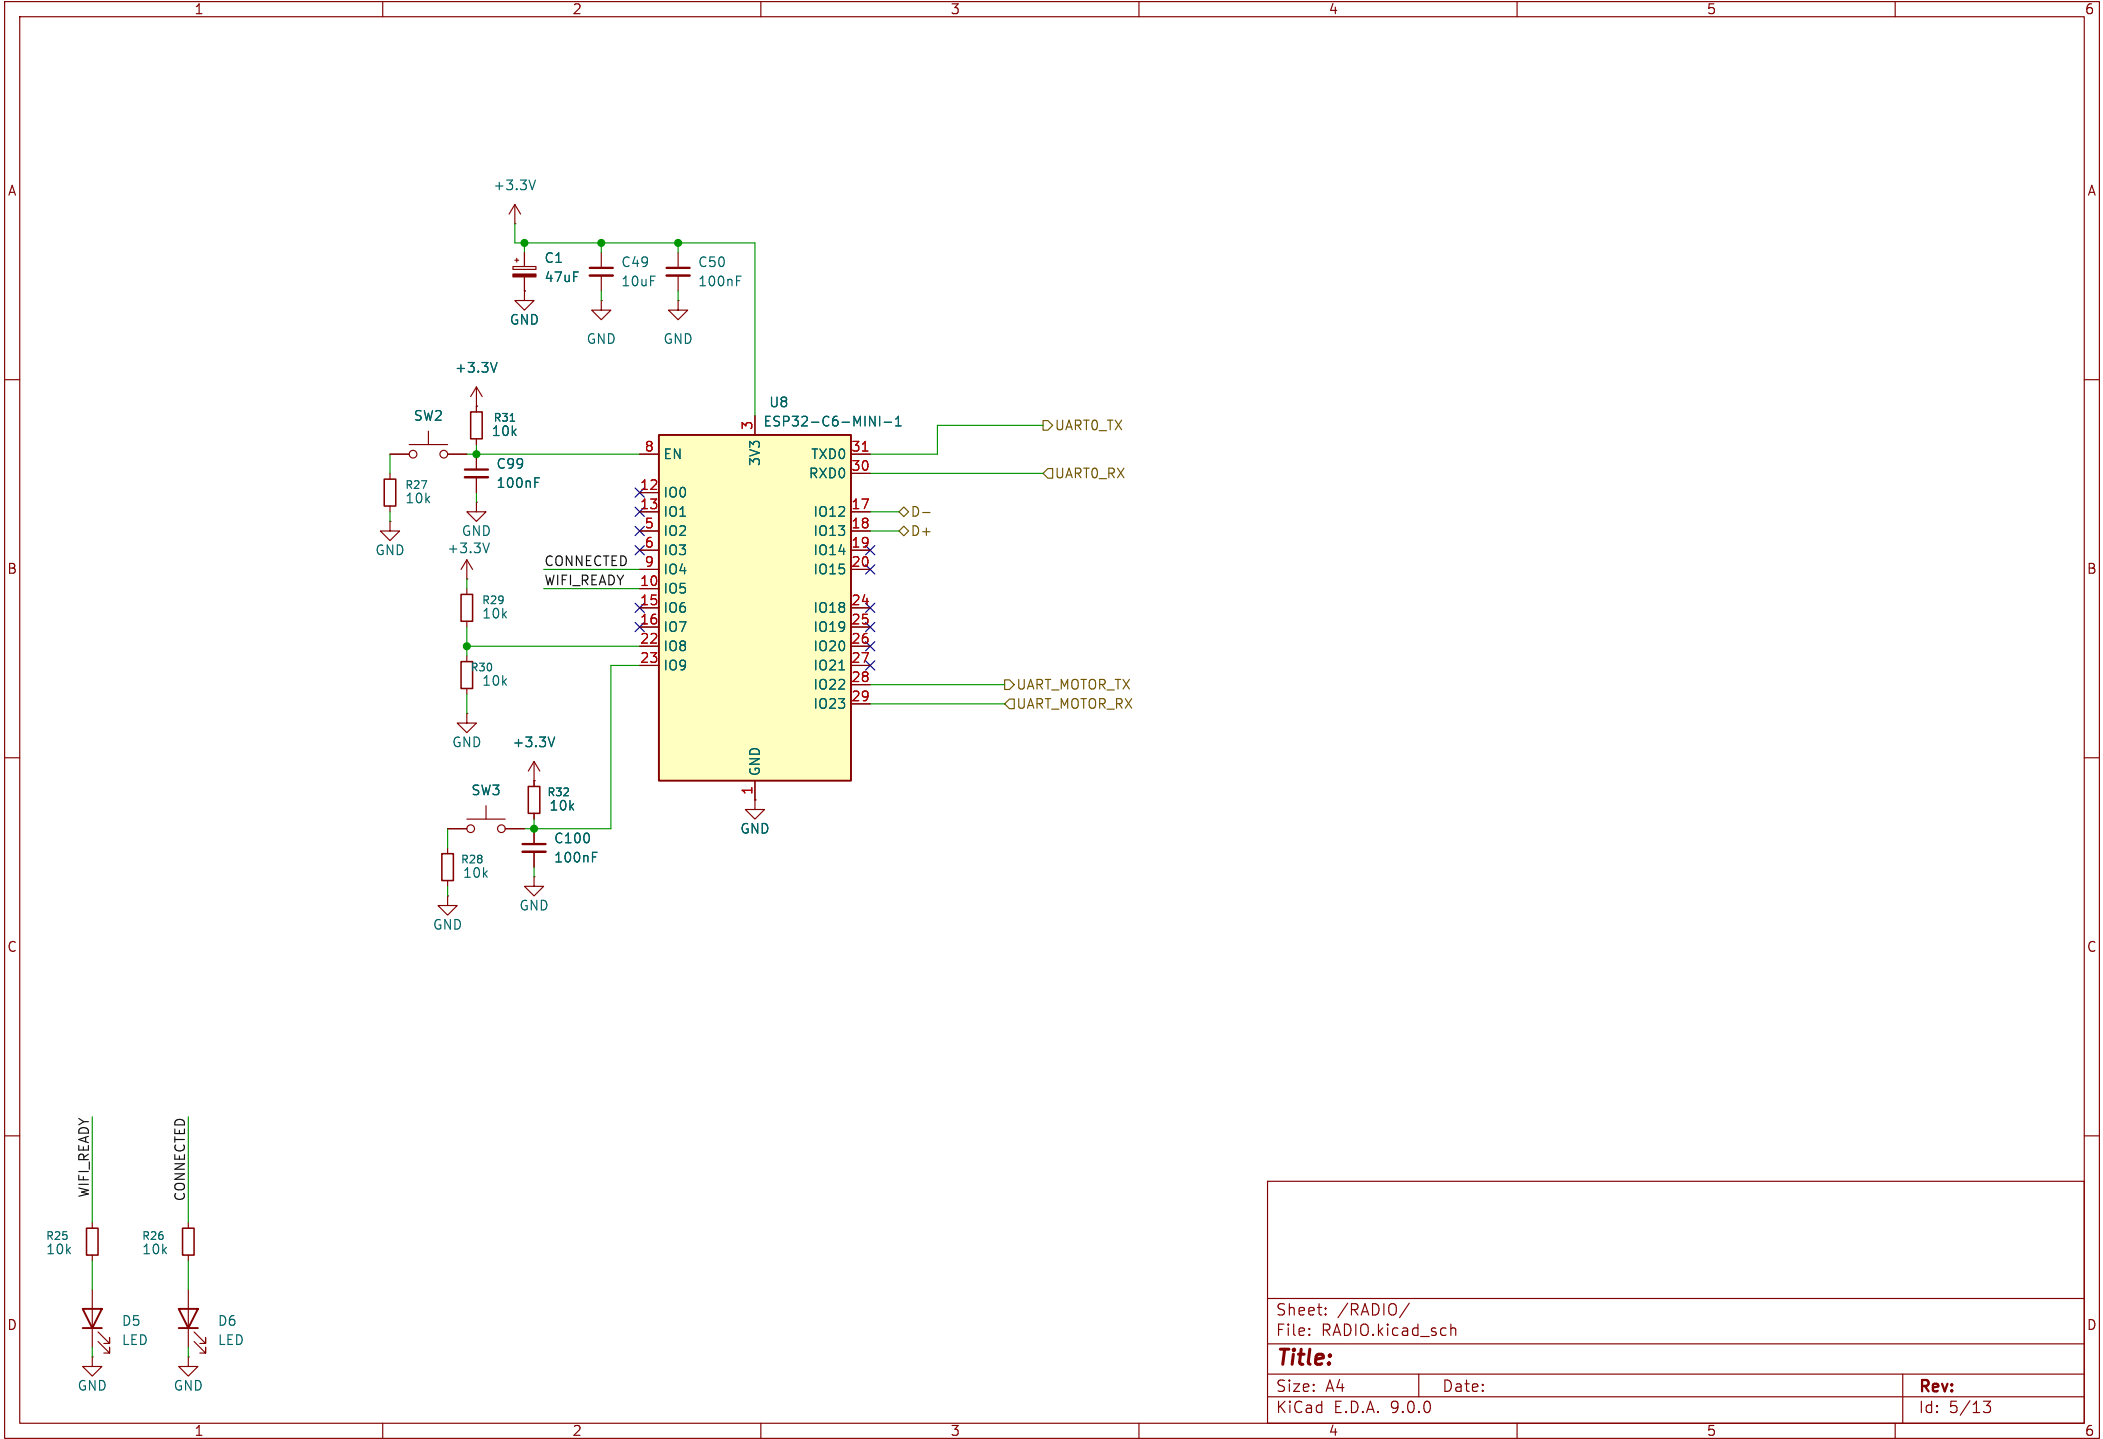 1 2 3 4 5 6
A A
+3.3V
C1
47uF
C49
10uF
C50
100nF
GND
GND GND
+3.3V
SW2
R31
10k
C99
100nF
R27
10k
GND
GND
+3.3V
U8
ESP32-C6-MINI-1
3
3V3
8 EN
12 IO0
13 IO1
5 IO2
6 IO3
CONNECTED
9 IO4
WIFI_READY
10 IO5
15 IO6
16 IO7
22 IO8
23 IO9
TXD0 31
UART0_TX
RXD0 30
UART0_RX
IO12 17
D-
IO13 18
D+
IO14 19
IO15 20
IO18 24
IO19 25
IO20 26
IO21 27
IO22 28
UART_MOTOR_TX
IO23 29
UART_MOTOR_RX
GND
1
GND
B B
R29
10k
R30
10k
GND
+3.3V
SW3
R32
10k
C100
100nF
R28
10k
GND
GND
C C
WIFI_READY
CONNECTED
R25
10k
R26
10k
D5
LED
D6
LED
GND GND
D D
Sheet: /RADIO/
File: RADIO.kicad_sch
Title:
Size: A4 Date: Rev:
KiCad E.D.A. 9.0.0 Id: 5/13
1 2 3 4 5 6